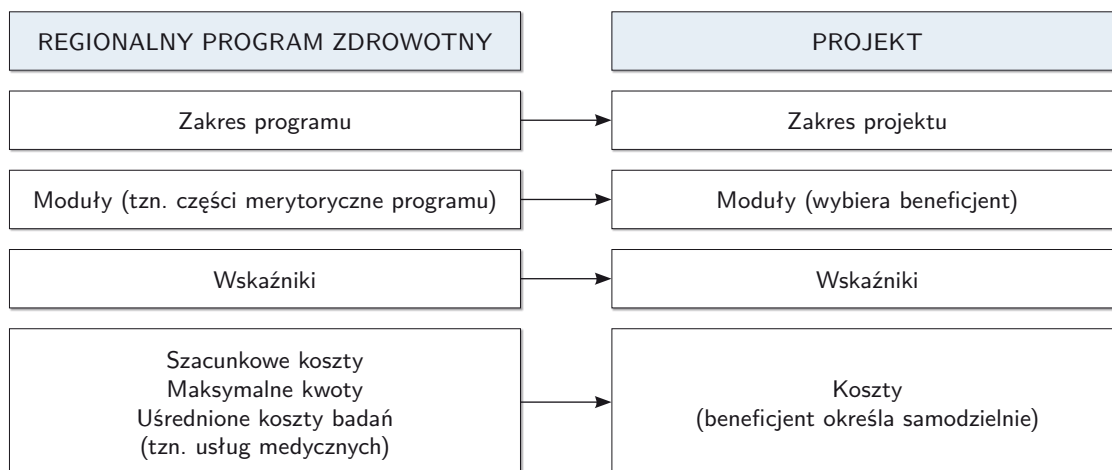 REGIONALNY PROGRAM ZDROWOTNY
PROJEKT
Zakres programu
Zakres projektu
Moduły (tzn. części merytoryczne programu)
Moduły (wybiera beneficjent)
Wskaźniki
Wskaźniki
Szacunkowe koszty
Maksymalne kwoty
Uśrednione koszty badań
(tzn. usług medycznych)
Koszty
(beneficjent określa samodzielnie)